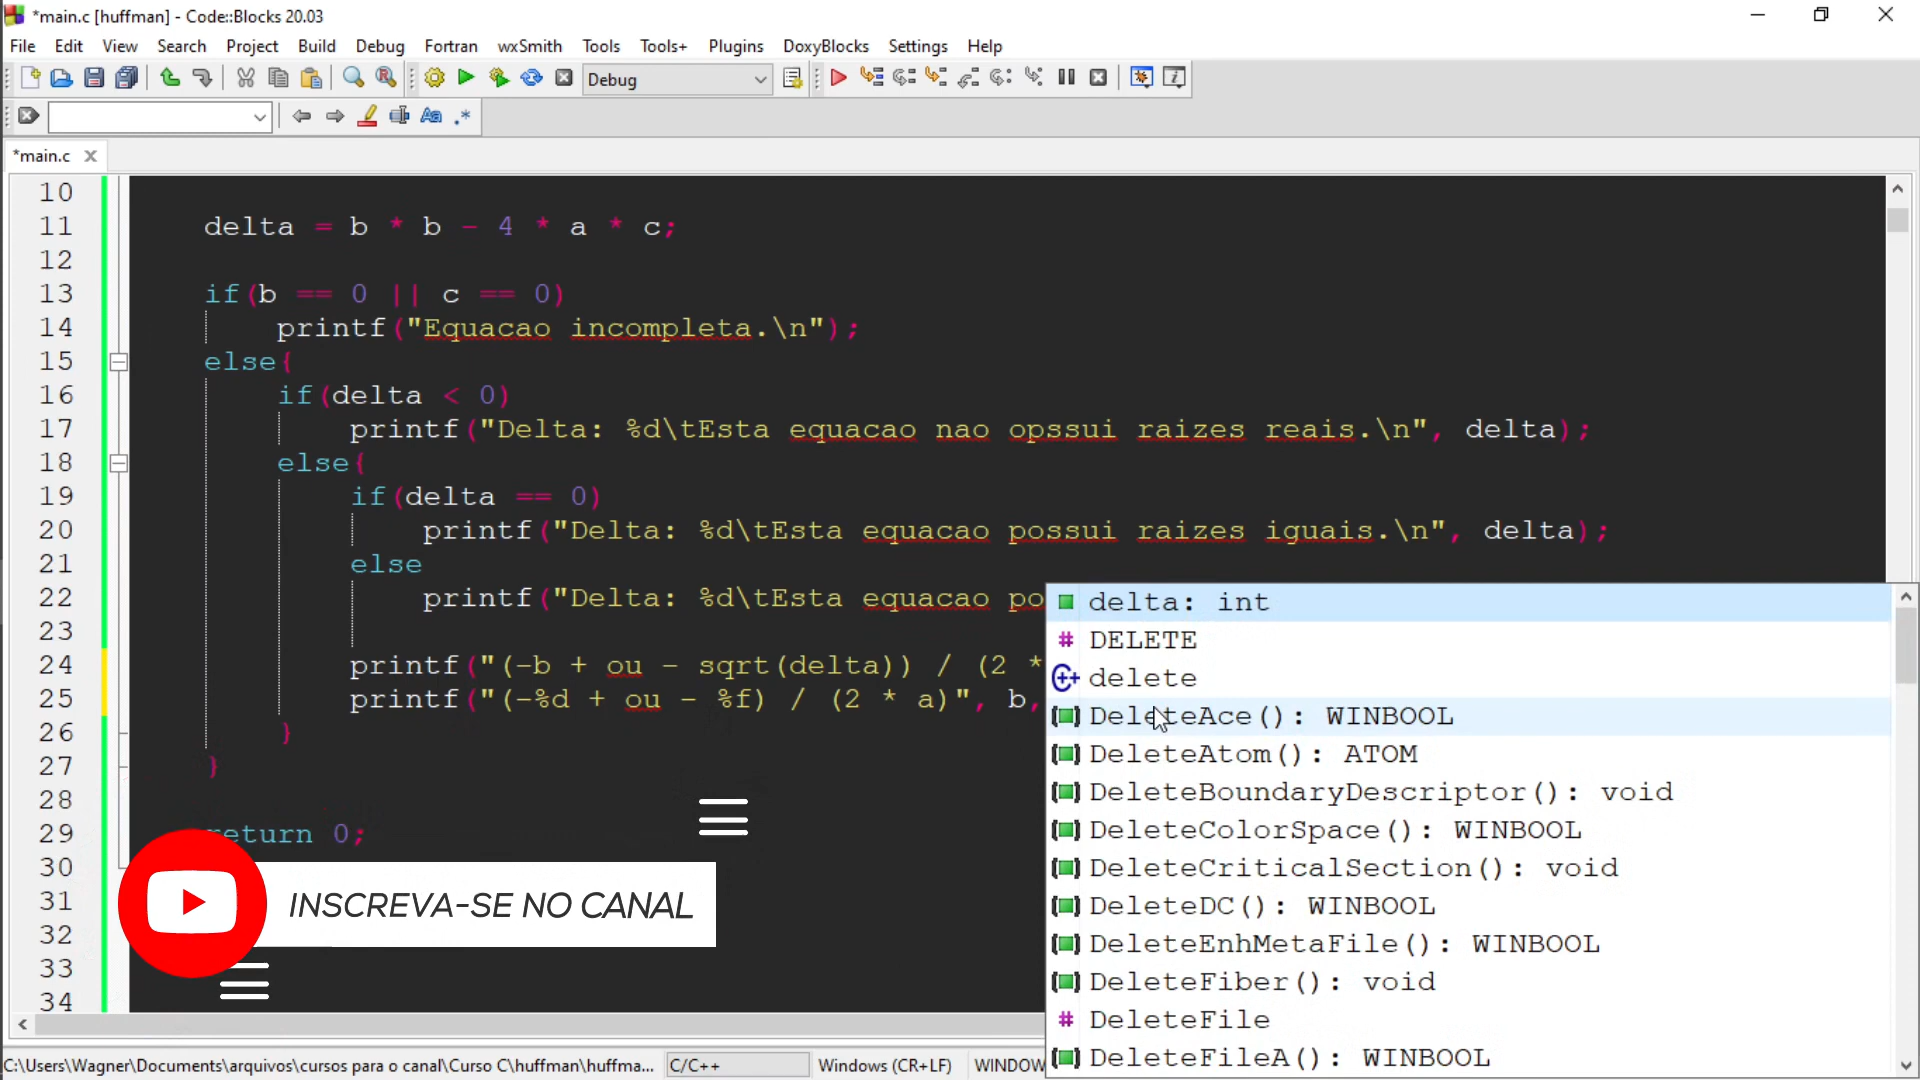 *main.c [huffman] - Code::Blocks 20.03
File Edit View Search Project Build Debug Fortran wxSmith Tools Tools+ Plugins DoxyBlocks Settings Help
Debug
*main.c
10
11 delta = b * b - 4 * a * c;
12
13 if(b == 0 || c == 0)
14 printf("Equacao incompleta.\n");
15 else{
16 if(delta < 0)
17 printf("Delta: %d\tEsta equacao nao opssui raizes reais.\n", delta);
18 else{
19 if(delta == 0)
20 printf("Delta: %d\tEsta equacao possui raizes iguais.\n", delta);
21 else
22 printf("Delta: %d\tEsta equacao po
23
24 printf("(-b + ou - sqrt(delta)) / (2 *
25 printf("(-%d + ou - %f) / (2 * a)", b,
26 }
27 }
28
29 return 0;
30
31
32
33
34
delta: int
DELETE
delete
DeleteAce(): WINBOOL
DeleteAtom(): ATOM
DeleteBoundaryDescriptor(): void
DeleteColorSpace(): WINBOOL
DeleteCriticalSection(): void
DeleteDC(): WINBOOL
DeleteEnhMetaFile(): WINBOOL
DeleteFiber(): void
DeleteFile
DeleteFileA(): WINBOOL
INSCREVA-SE NO CANAL
C:\Users\Wagner\Documents\arquivos\cursos para o canal\Curso C\huffman\huffma... C/C++ Windows (CR+LF) WINDOW